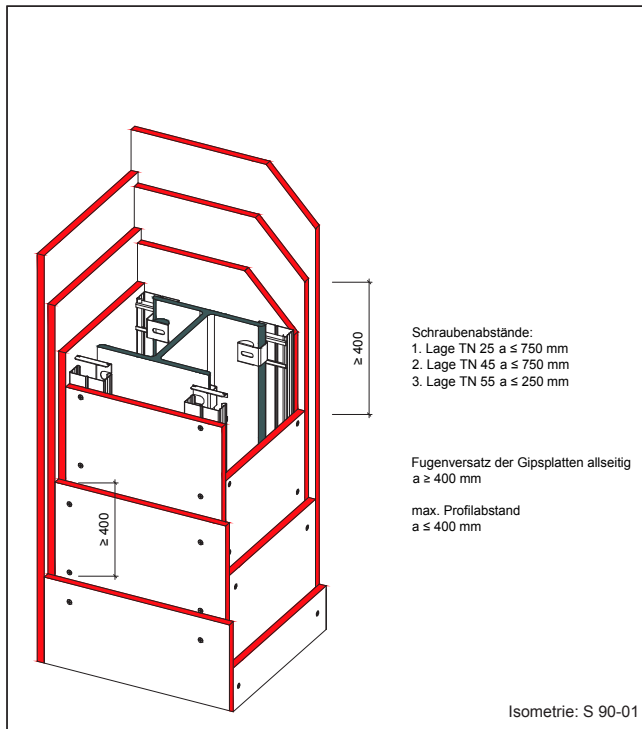 ≥ 400
Schraubenabstände:
1. Lage TN 25 a ≤ 750 mm
2. Lage TN 45 a ≤ 750 mm
3. Lage TN 55 a ≤ 250 mm
Fugenversatz der Gipsplatten allseitig
a ≥ 400 mm
≥ 400
max. Profilabstand
a ≤ 400 mm
Isometrie: S 90-01